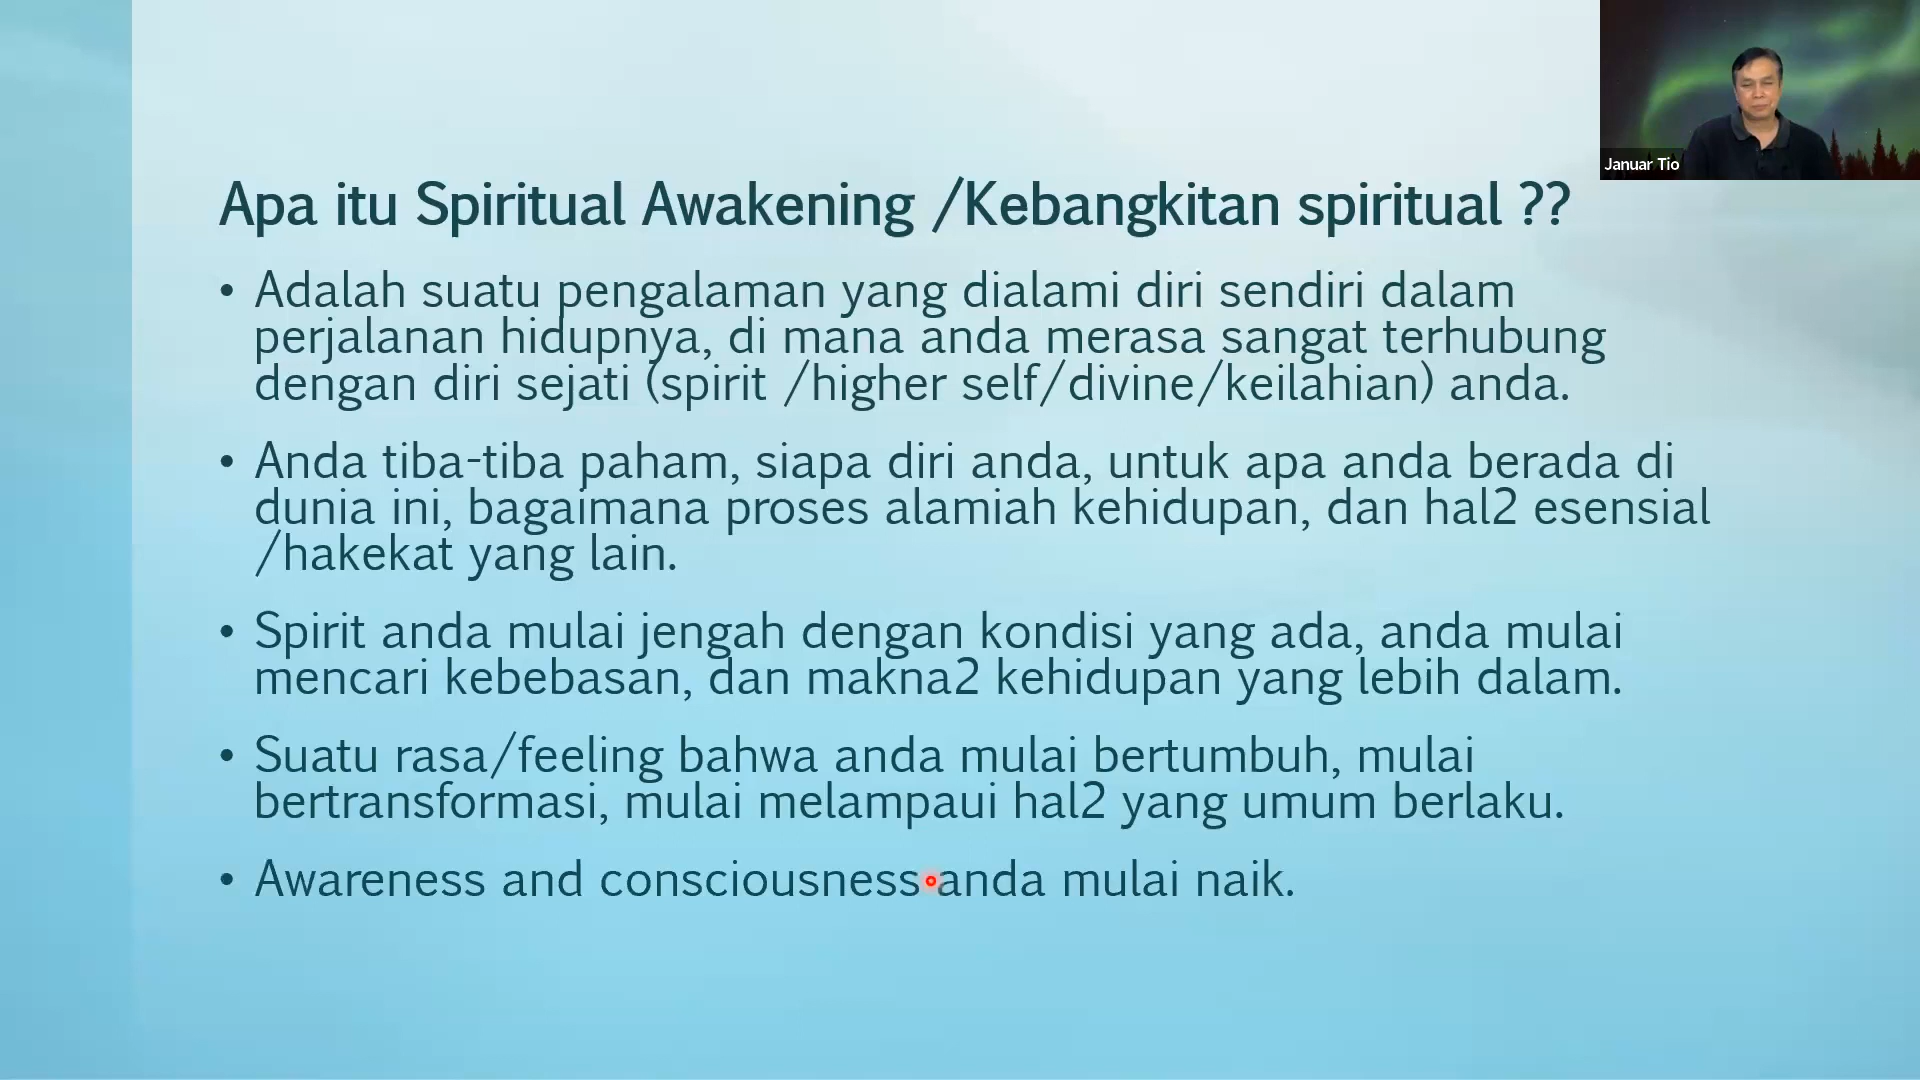 Januar Tio
Apa itu Spiritual Awakening /Kebangkitan spiritual ??
• Adalah suatu pengalaman yang dialami diri sendiri dalam
perjalanan hidupnya, di mana anda merasa sangat terhubung
dengan diri sejati (spirit /higher self/divine/keilahian) anda.
• Anda tiba-tiba paham, siapa diri anda, untuk apa anda berada di
dunia ini, bagaimana proses alamiah kehidupan, dan hal2 esensial
/hakekat yang lain.
• Spirit anda mulai jengah dengan kondisi yang ada, anda mulai
mencari kebebasan, dan makna2 kehidupan yang lebih dalam.
• Suatu rasa/feeling bahwa anda mulai bertumbuh, mulai
bertransformasi, mulai melampaui hal2 yang umum berlaku.
• Awareness and consciousness anda mulai naik.